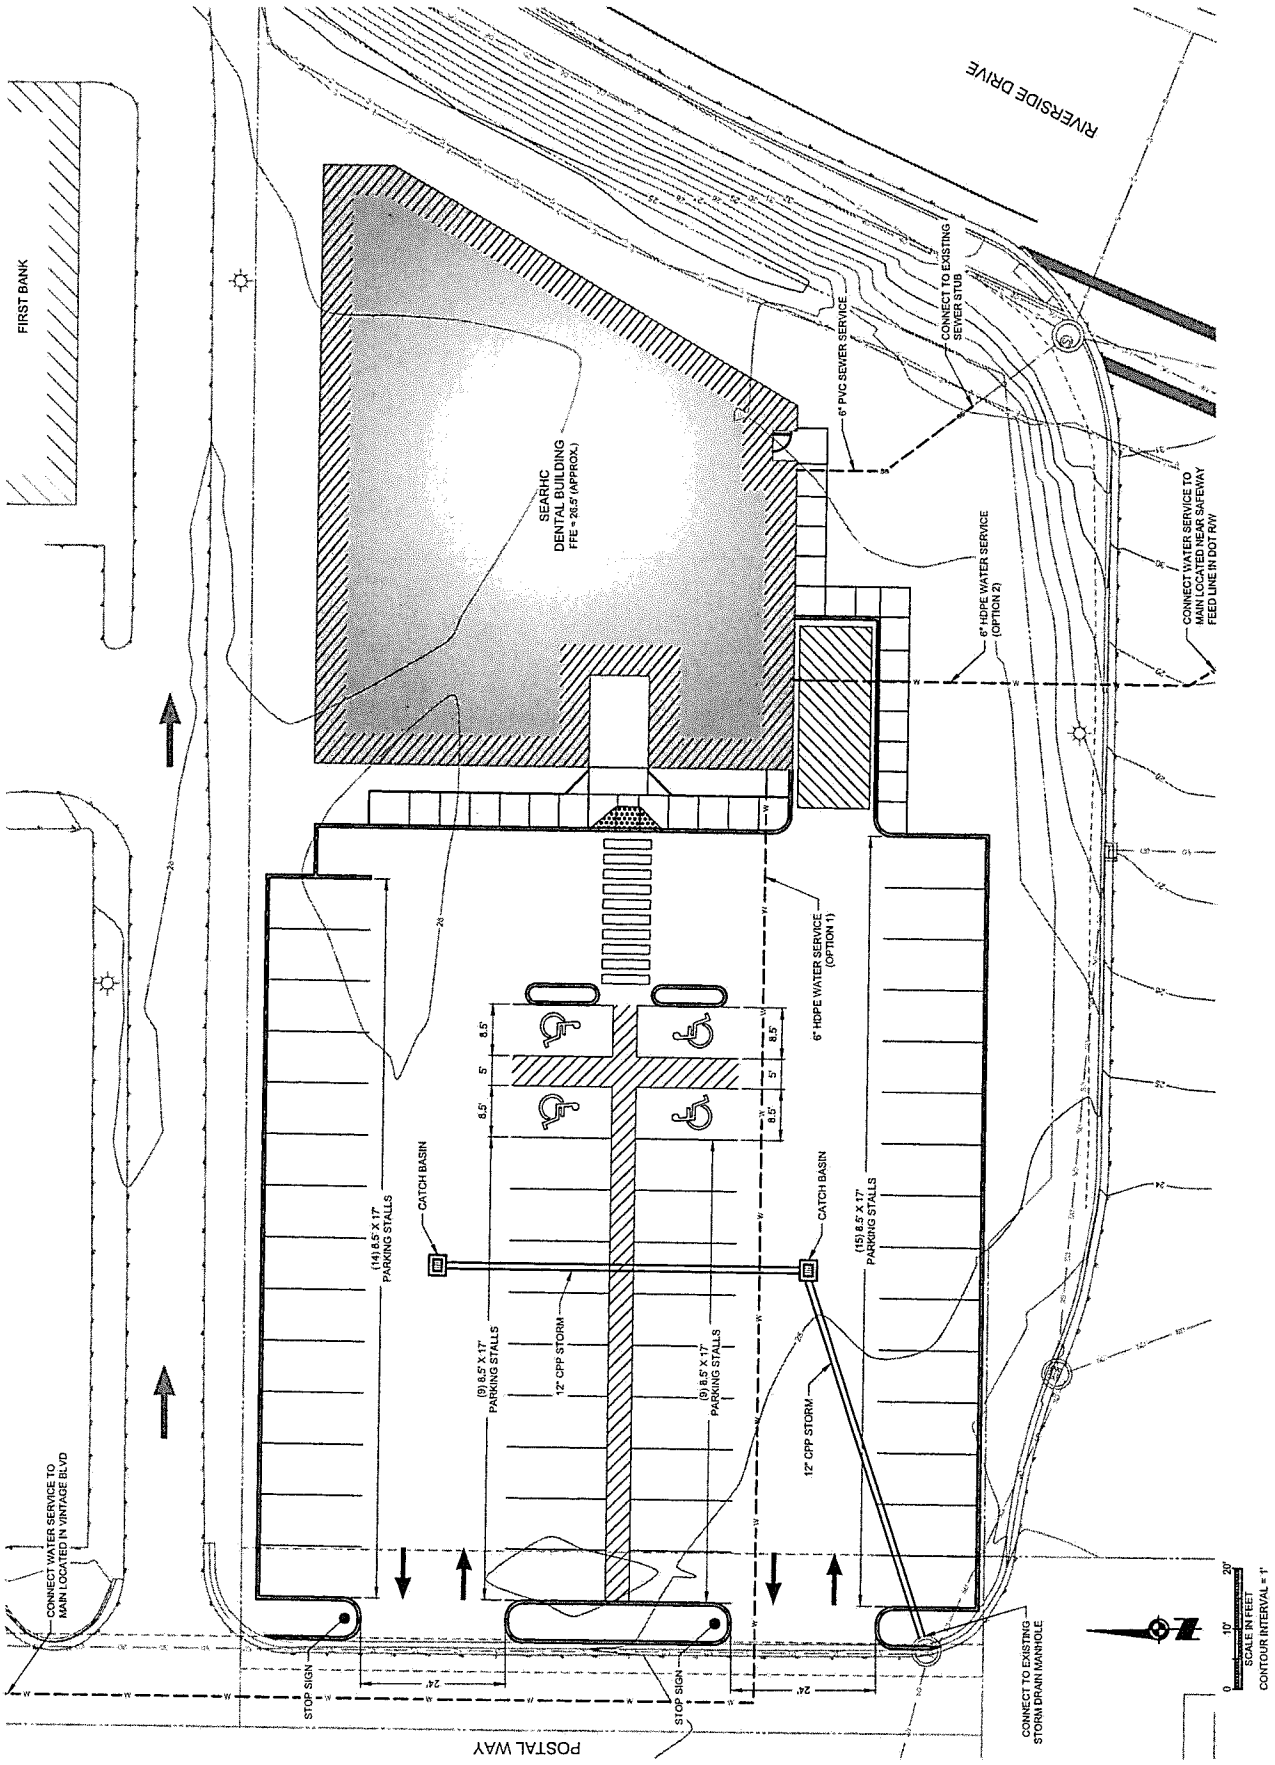 FIRST BANK
RIVERSIDE DRIVE
SEARHC
DENTAL BUILDING
FFE = 26.5' (APPROX.)
6" PVC SEWER SERVICE
CONNECT TO EXISTING
SEWER STUB
6" HDPE WATER SERVICE
(OPTION 2)
CONNECT WATER SERVICE TO
MAIN LOCATED NEAR SAFEWAY
FEED LINE IN DOT R/W
6" HDPE WATER SERVICE
(OPTION 1)
8.5'
5'
8.5'
8.5'
5'
8.5'
CATCH BASIN
CATCH BASIN
(14) 8.5' X 17'
PARKING STALLS
(9) 8.5' X 17'
PARKING STALLS
12" CPP STORM
(9) 8.5' X 17'
PARKING STALLS
12" CPP STORM
(15) 8.5' X 17'
PARKING STALLS
CONNECT WATER SERVICE TO
MAIN LOCATED IN VINTAGE BLVD
STOP SIGN
24'
STOP SIGN
24'
CONNECT TO EXISTING
STORM DRAIN MANHOLE
POSTAL WAY
0 10' 20'
SCALE IN FEET
CONTOUR INTERVAL = 1'